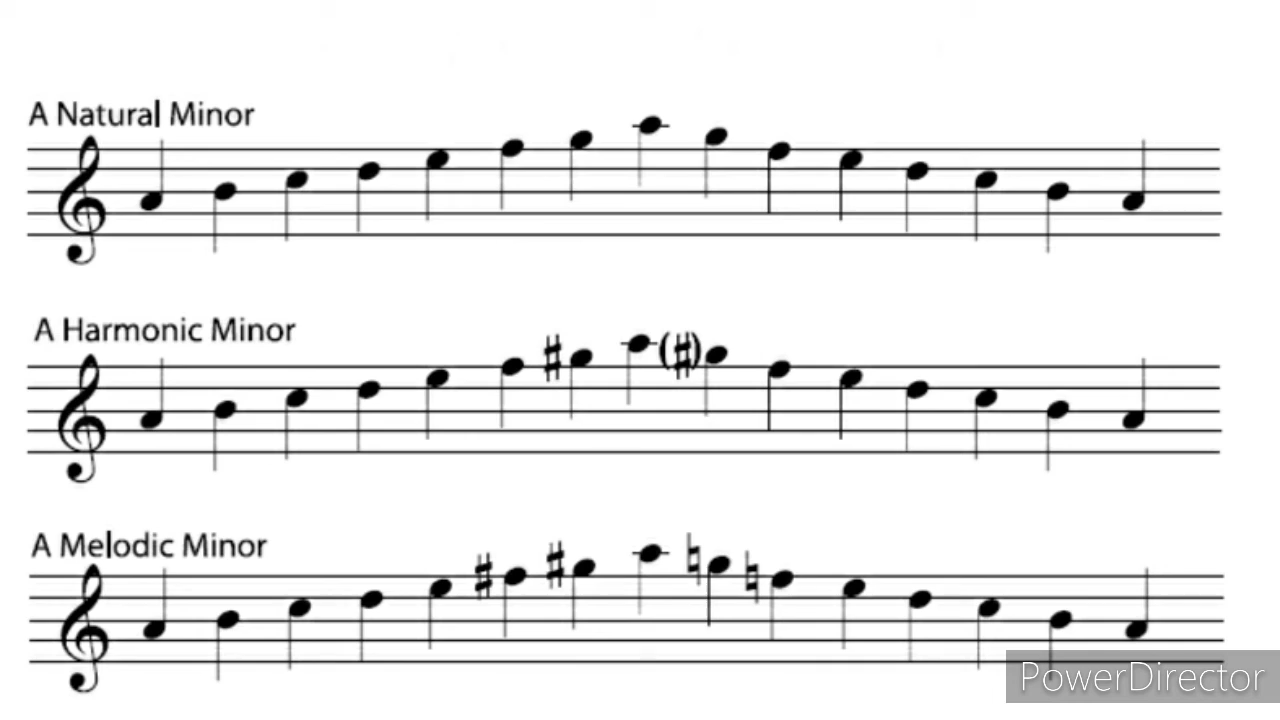 A Natural Minor
A Harmonic Minor
A Melodic Minor
PowerDirector